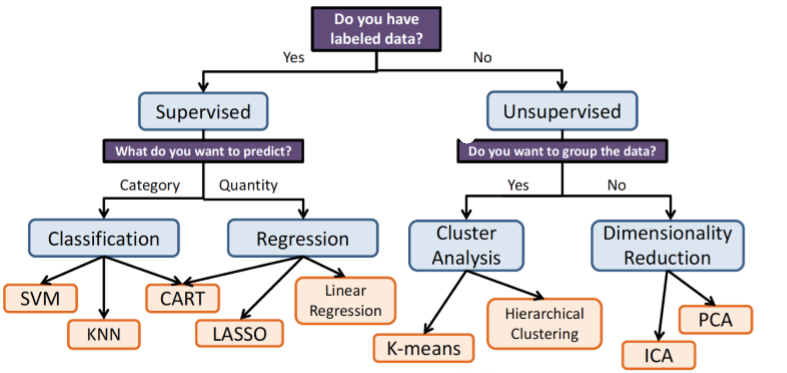 Do you have
labeled data?
Yes
No
Supervised
Unsupervised
What do you want to predict?
Do you want to group the data?
Category
Quantity
Yes
No
Classification
Regression
Cluster
Analysis
Dimensionality
Reduction
SVM
CART
Linear
Regression
KNN
LASSO
K-means
Hierarchical
Clustering
PCA
ICA